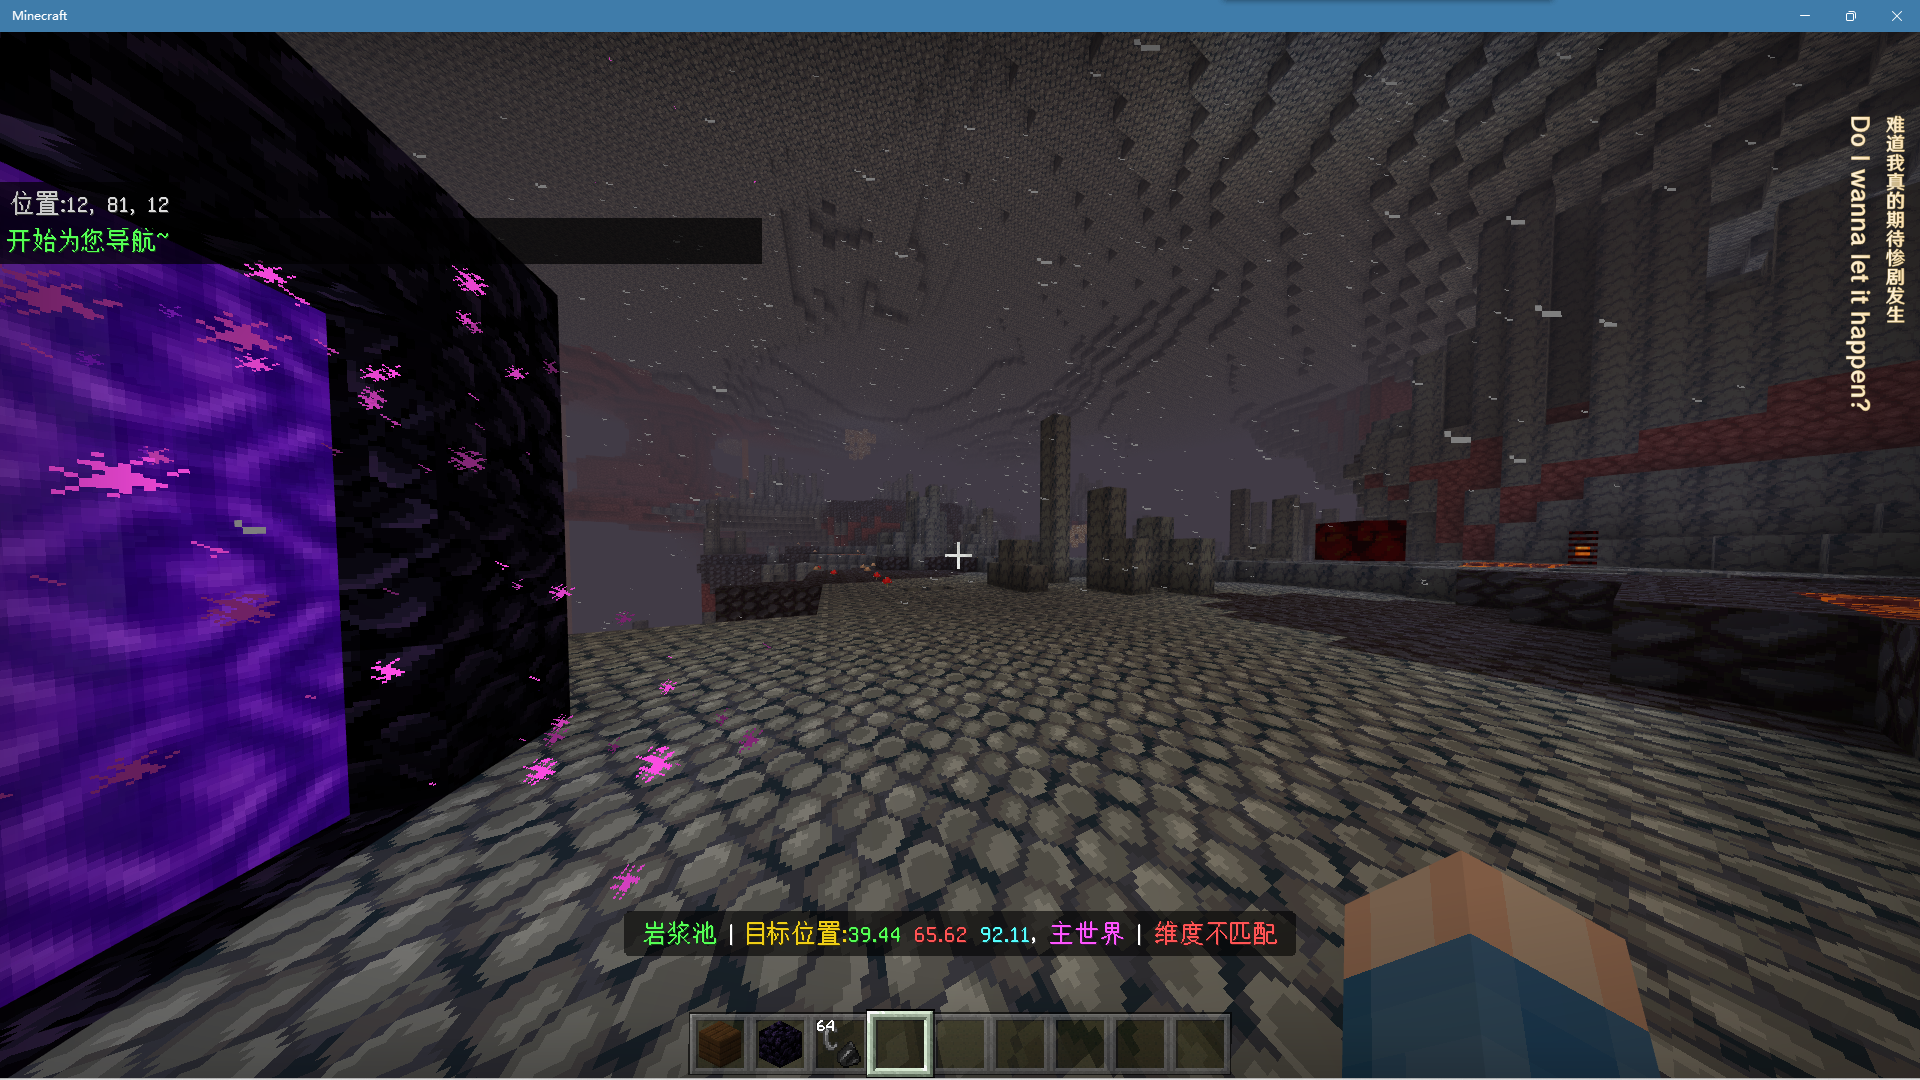 Minecraft
位置:12, 81, 12
开始为您导航~
难道我真的期待惨剧发生
Do I wanna let it happen?
岩浆池 | 目标位置:39.44 65.62 92.11, 主世界 | 维度不匹配
64